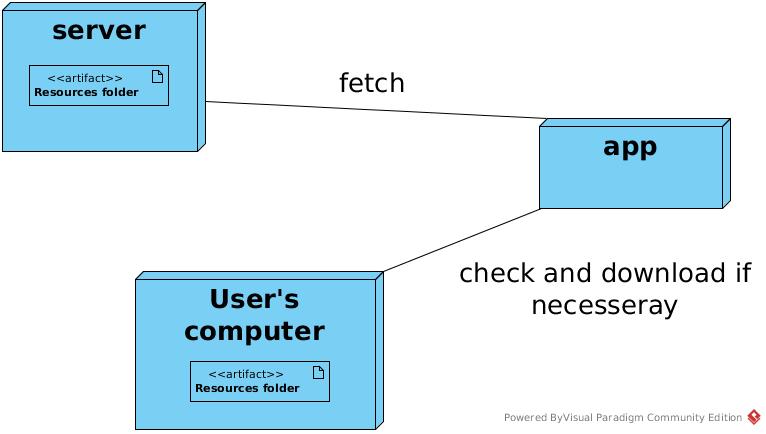 server
<<artifact>>
Resources folder
fetch
app
check and download if
necesseray
User's
computer
<<artifact>>
Resources folder
Powered ByVisual Paradigm Community Edition